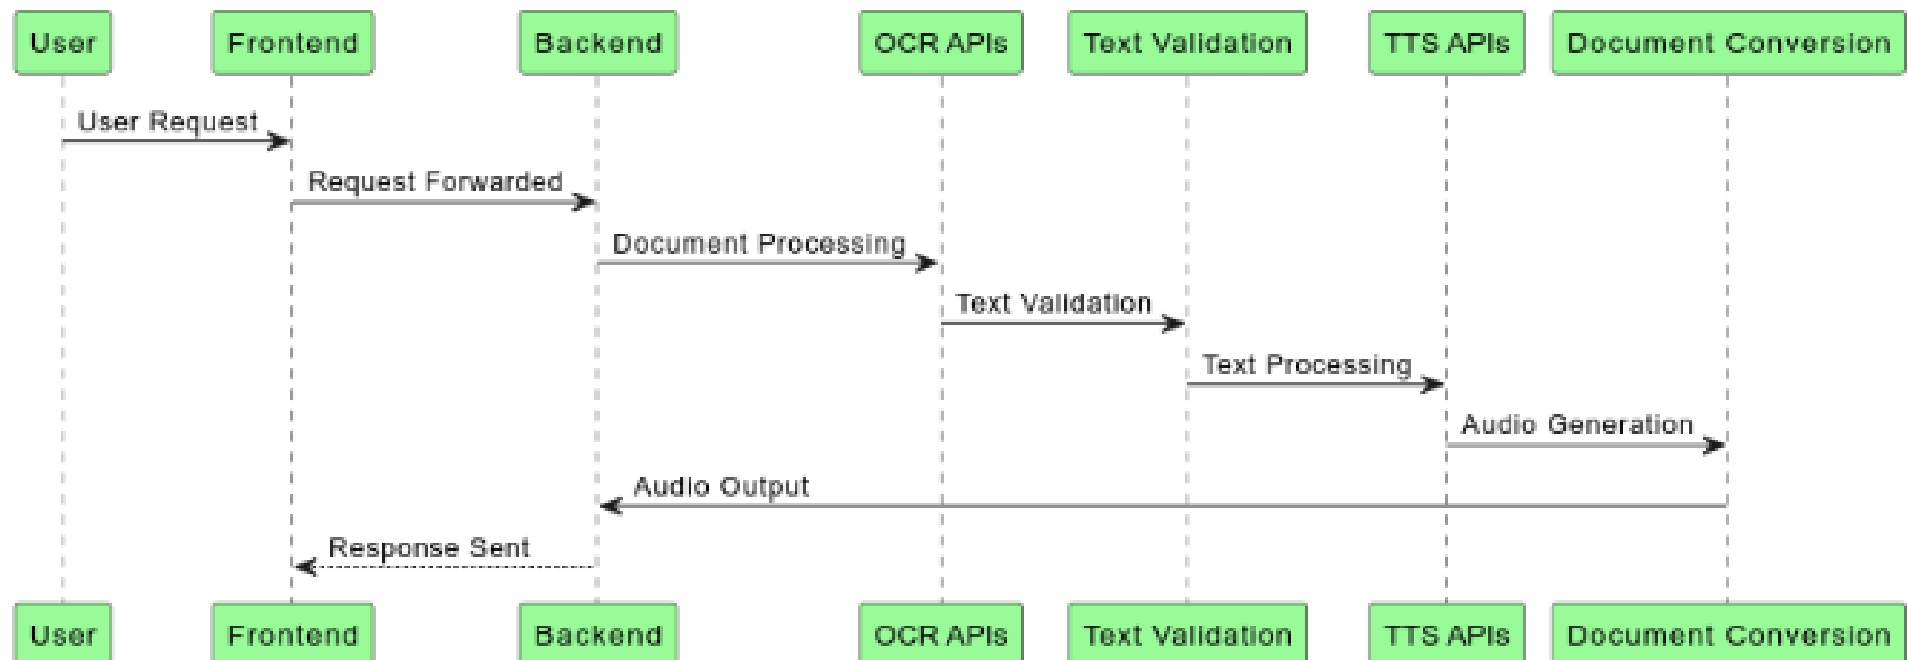 User Frontend Backend OCR APIs Text Validation TTS APIs Document Conversion
User Request
Request Forwarded
Document Processing
Text Validation
Text Processing
Audio Generation
Audio Output
Response Sent
User Frontend Backend OCR APIs Text Validation TTS APIs Document Conversion